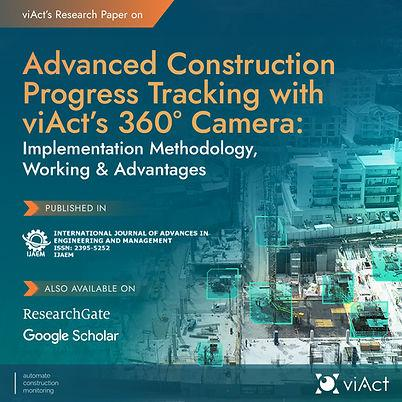 viAct's Research Paper on
Advanced Construction
Progress Tracking with
viAct's 360° Camera:
Implementation Methodology,
Working & Advantages
PUBLISHED IN
INTERNATIONAL JOURNAL OF ADVANCES IN
ENGINEERING AND MANAGEMENT
ISSN: 2395-5252
IJAEM
IJAEM
ALSO AVAILABLE ON
ResearchGate
Google Scholar
automate
construction
monitoring
viAct